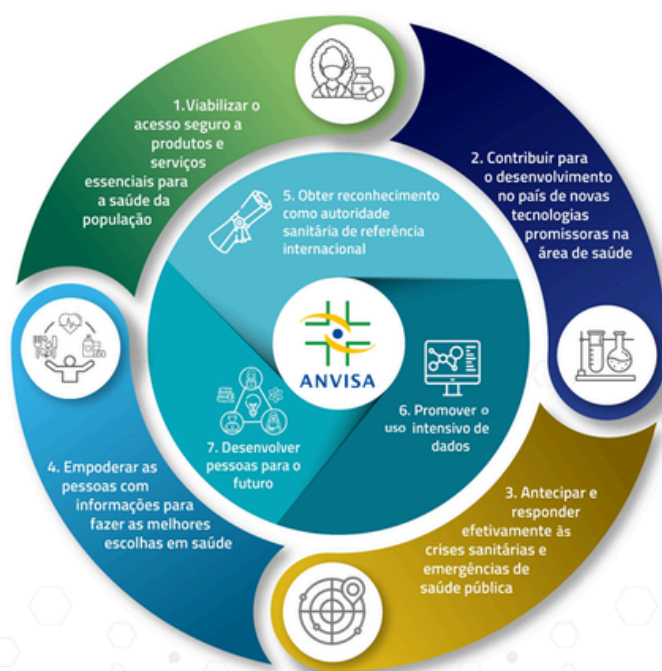 1.Viabilizar o
acesso seguro a
produtos e
serviços
essenciais para
a saúde da
população
2. Contribuir para
o desenvolvimento
no país de novas
tecnologias
promissoras na
área de saúde
3. Antecipar e
responder
efetivamente às
crises sanitárias e
emergências de
saúde pública
4. Empoderar as
pessoas com
informações para
fazer as melhores
escolhas em saúde
5. Obter reconhecimento
como autoridade
sanitária de referência
internacional
6. Promover o
uso intensivo de
dados
7. Desenvolver
pessoas para o
futuro
ANVISA